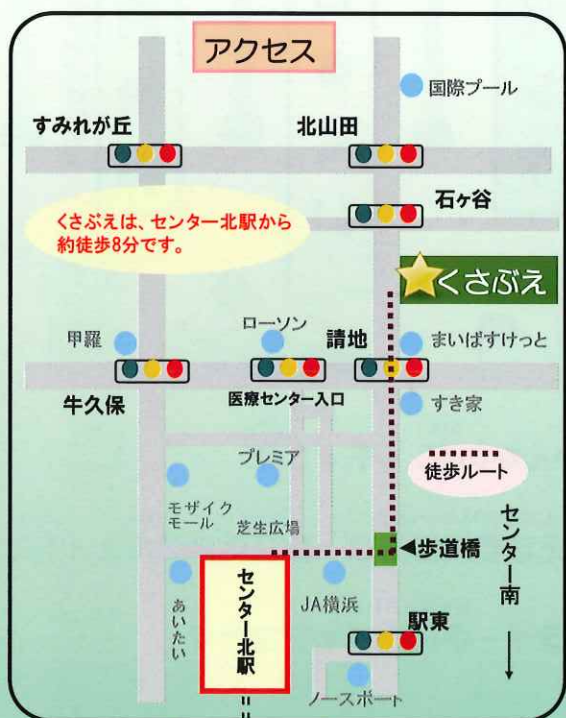 アクセス
国際プール
すみれが丘
北山田
石ヶ谷
くさぶえは、センター北駅から
約徒歩8分です。
くさぶえ
甲羅
ローソン
請地
まいばすけっと
牛久保
医療センター入口
すき家
プレミア
徒歩ルート
モザイク
モール
芝生広場
センター南
歩道橋
センター北駅
あいたい
JA横浜
駅東
ノースポート